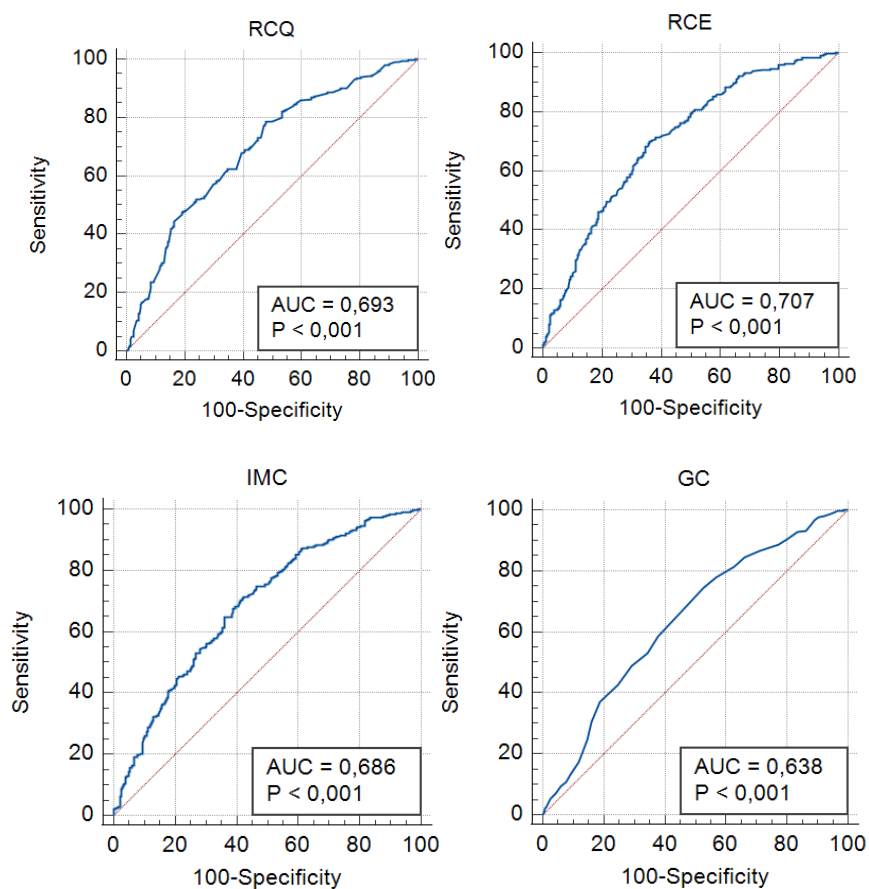 RCQ
100
80
60
40
20
0
Sensitivity
AUC = 0,693
P < 0,001
0 20 40 60 80 100
100-Specificity
RCE
100
80
60
40
20
0
Sensitivity
AUC = 0,707
P < 0,001
0 20 40 60 80 100
100-Specificity
IMC
100
80
60
40
20
0
Sensitivity
AUC = 0,686
P < 0,001
0 20 40 60 80 100
100-Specificity
GC
100
80
60
40
20
0
Sensitivity
AUC = 0,638
P < 0,001
0 20 40 60 80 100
100-Specificity